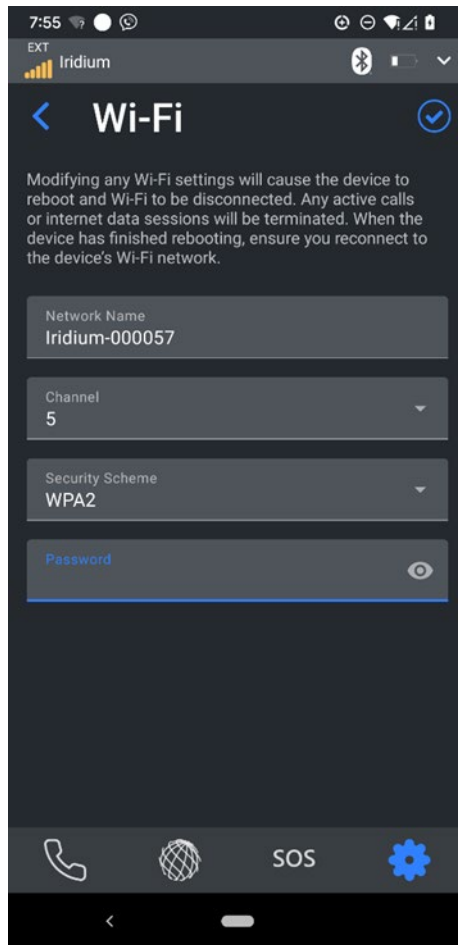 7:55
EXT
Iridium
Wi-Fi
Modifying any Wi-Fi settings will cause the device to
reboot and Wi-Fi to be disconnected. Any active calls
or internet data sessions will be terminated. When the
device has finished rebooting, ensure you reconnect to
the device's Wi-Fi network.
Network Name
Iridium-000057
Channel
5
Security Scheme
WPA2
Password
SOS